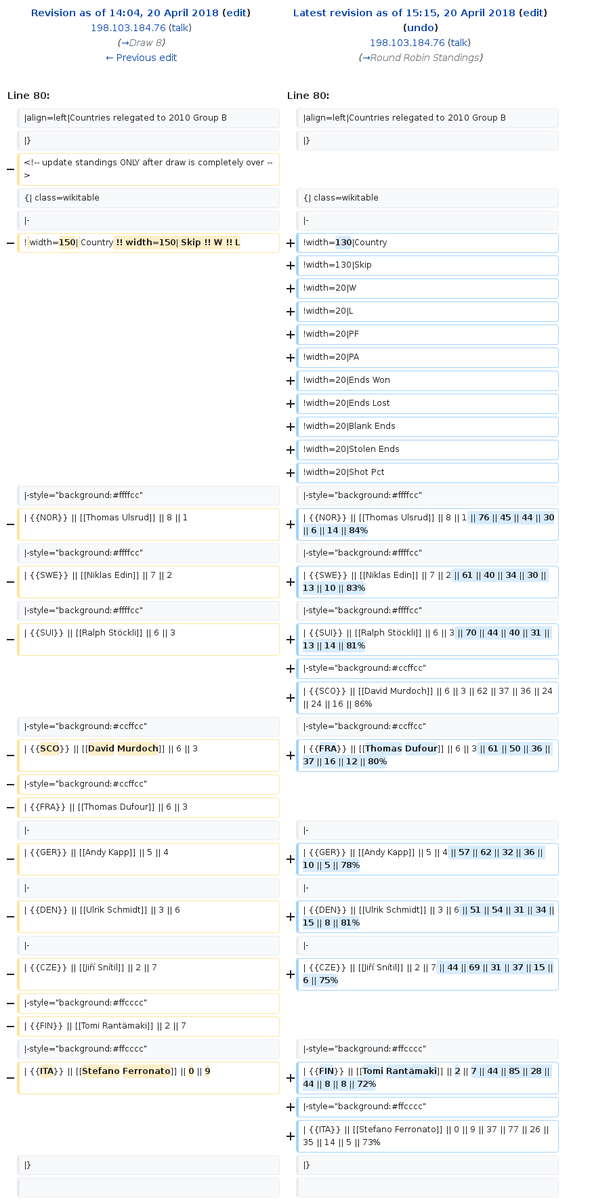 Revision as of 14:04, 20 April 2018 (edit)
198.103.184.76 (talk)
(→Draw 8)
← Previous edit
Latest revision as of 15:15, 20 April 2018 (edit)
(undo)
198.103.184.76 (talk)
(→Round Robin Standings)
Line 80:
Line 80:
|align=left|Countries relegated to 2010 Group B
|align=left|Countries relegated to 2010 Group B
|}
|}
− <!-- update standings ONLY after draw is completely over --
>
{| class=wikitable
{| class=wikitable
|-
|-
− ! width=150| Country !! width=150| Skip !! W !! L
+ !width=130|Country
+ !width=130|Skip
+ !width=20|W
+ !width=20|L
+ !width=20|PF
+ !width=20|PA
+ !width=20|Ends Won
+ !width=20|Ends Lost
+ !width=20|Blank Ends
+ !width=20|Stolen Ends
+ !width=20|Shot Pct
|-style="background:#ffffcc"
|-style="background:#ffffcc"
− | {{NOR}} || [[Thomas Ulsrud]] || 8 || 1
+ | {{NOR}} || [[Thomas Ulsrud]] || 8 || 1 || 76 || 45 || 44 || 30
|| 6 || 14 || 84%
|-style="background:#ffffcc"
|-style="background:#ffffcc"
− | {{SWE}} || [[Niklas Edin]] || 7 || 2
+ | {{SWE}} || [[Niklas Edin]] || 7 || 2 || 61 || 40 || 34 || 30 ||
13 || 10 || 83%
|-style="background:#ffffcc"
|-style="background:#ffffcc"
− | {{SUI}} || [[Ralph Stöckli]] || 6 || 3
+ | {{SUI}} || [[Ralph Stöckli]] || 6 || 3 || 70 || 44 || 40 || 31 ||
13 || 14 || 81%
+ |-style="background:#ccffcc"
+ | {{SCO}} || [[David Murdoch]] || 6 || 3 || 62 || 37 || 36 || 24
|| 24 || 16 || 86%
|-style="background:#ccffcc"
|-style="background:#ccffcc"
− | {{SCO}} || [[David Murdoch]] || 6 || 3
+ | {{FRA}} || [[Thomas Dufour]] || 6 || 3 || 61 || 50 || 36 ||
37 || 16 || 12 || 80%
− |-style="background:#ccffcc"
− | {{FRA}} || [[Thomas Dufour]] || 6 || 3
|-
|-
− | {{GER}} || [[Andy Kapp]] || 5 || 4
+ | {{GER}} || [[Andy Kapp]] || 5 || 4 || 57 || 62 || 32 || 36 ||
10 || 5 || 78%
|-
|-
− | {{DEN}} || [[Ulrik Schmidt]] || 3 || 6
+ | {{DEN}} || [[Ulrik Schmidt]] || 3 || 6 || 51 || 54 || 31 || 34 ||
15 || 8 || 81%
|-
|-
− | {{CZE}} || [[Jiří Snítil]] || 2 || 7
+ | {{CZE}} || [[Jiří Snítil]] || 2 || 7 || 44 || 69 || 31 || 37 || 15 ||
6 || 75%
− |-style="background:#ffcccc"
− | {{FIN}} || [[Tomi Rantämaki]] || 2 || 7
|-style="background:#ffcccc"
|-style="background:#ffcccc"
− | {{ITA}} || [[Stefano Ferronato]] || 0 || 9
+ | {{FIN}} || [[Tomi Rantämaki]] || 2 || 7 || 44 || 85 || 28 ||
44 || 8 || 8 || 72%
+ |-style="background:#ffcccc"
+ | {{ITA}} || [[Stefano Ferronato]] || 0 || 9 || 37 || 77 || 26 ||
35 || 14 || 5 || 73%
|}
|}